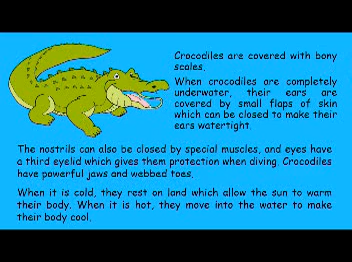 Crocodiles are covered with bony
scales.
When crocodiles are completely
underwater, their ears are
covered by small flaps of skin
which can be closed to make their
ears watertight.
The nostrils can also be closed by special muscles, and eyes have
a third eyelid which gives them protection when diving. Crocodiles
have powerful jaws and webbed toes.
When it is cold, they rest on land which allow the sun to warm
their body. When it is hot, they move into the water to make
their body cool.